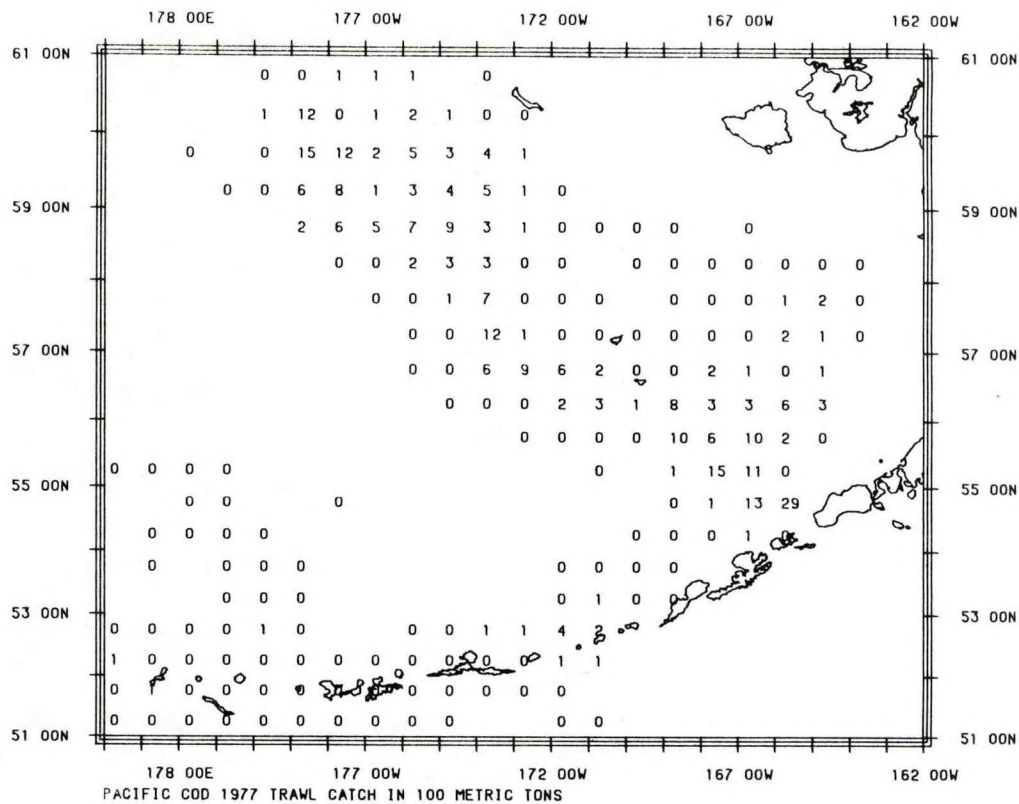 178 00E 177 00W 172 00W 167 00W 162 00W
61 00N 61 00N
0 0 1 1 1 0
1 12 0 1 2 1 0 0
0 0 15 12 2 5 3 4 1
0 0 6 8 1 3 4 5 1 0
59 00N 59 00N
2 6 5 7 9 3 1 0 0 0 0 0
0 0 2 3 3 0 0 0 0 0 0 0 0 0
0 0 1 7 0 0 0 0 0 0 1 2 0
57 00N 0 0 12 1 0 0 0 0 0 0 2 1 0 57 00N
0 0 6 9 6 2 0 0 2 1 0 1
0 0 0 2 3 1 8 3 3 6 3
0 0 0 0 10 6 10 2 0
0 0 0 0 0 1 15 11 0
55 00N 55 00N
0 0 0 0 1 13 29
0 0 0 0 0 0 0 1 0
0 0 0 0 0 0 0 0
0 0 0 0 1 0 0
53 00N 53 00N
0 0 0 0 1 0 0 0 1 1 4 2
1 0 0 0 0 0 0 0 0 0 0 0 1 1
0 1 0 0 0 0 0 0 0 0 0 0 0
0 0 0 0 0 0 0 0 0 0 0 0
51 00N 51 00N
178 00E 177 00W 172 00W 167 00W 162 00W
PACIFIC COD 1977 TRAWL CATCH IN 100 METRIC TONS